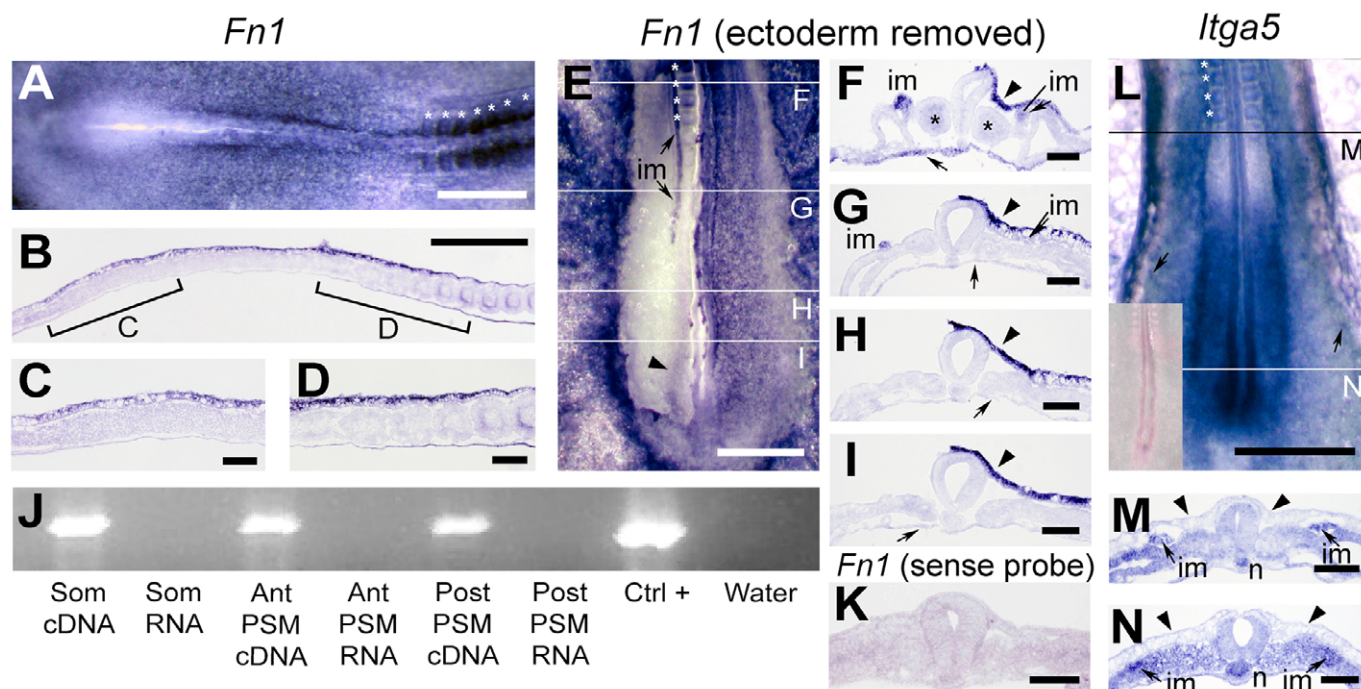 Fn1
Fn1 (ectoderm removed)
Itga5
A
B
C
D
C
D
E
F
im
G
H
I
F
im
im
*
*
G
im
im
H
I
Fn1 (sense probe)
K
L
M
N
M
im
n
im
N
im
n
im
J
Som
cDNA
Som
RNA
Ant
PSM
cDNA
Ant
PSM
RNA
Post
PSM
cDNA
Post
PSM
RNA
Ctrl +
Water